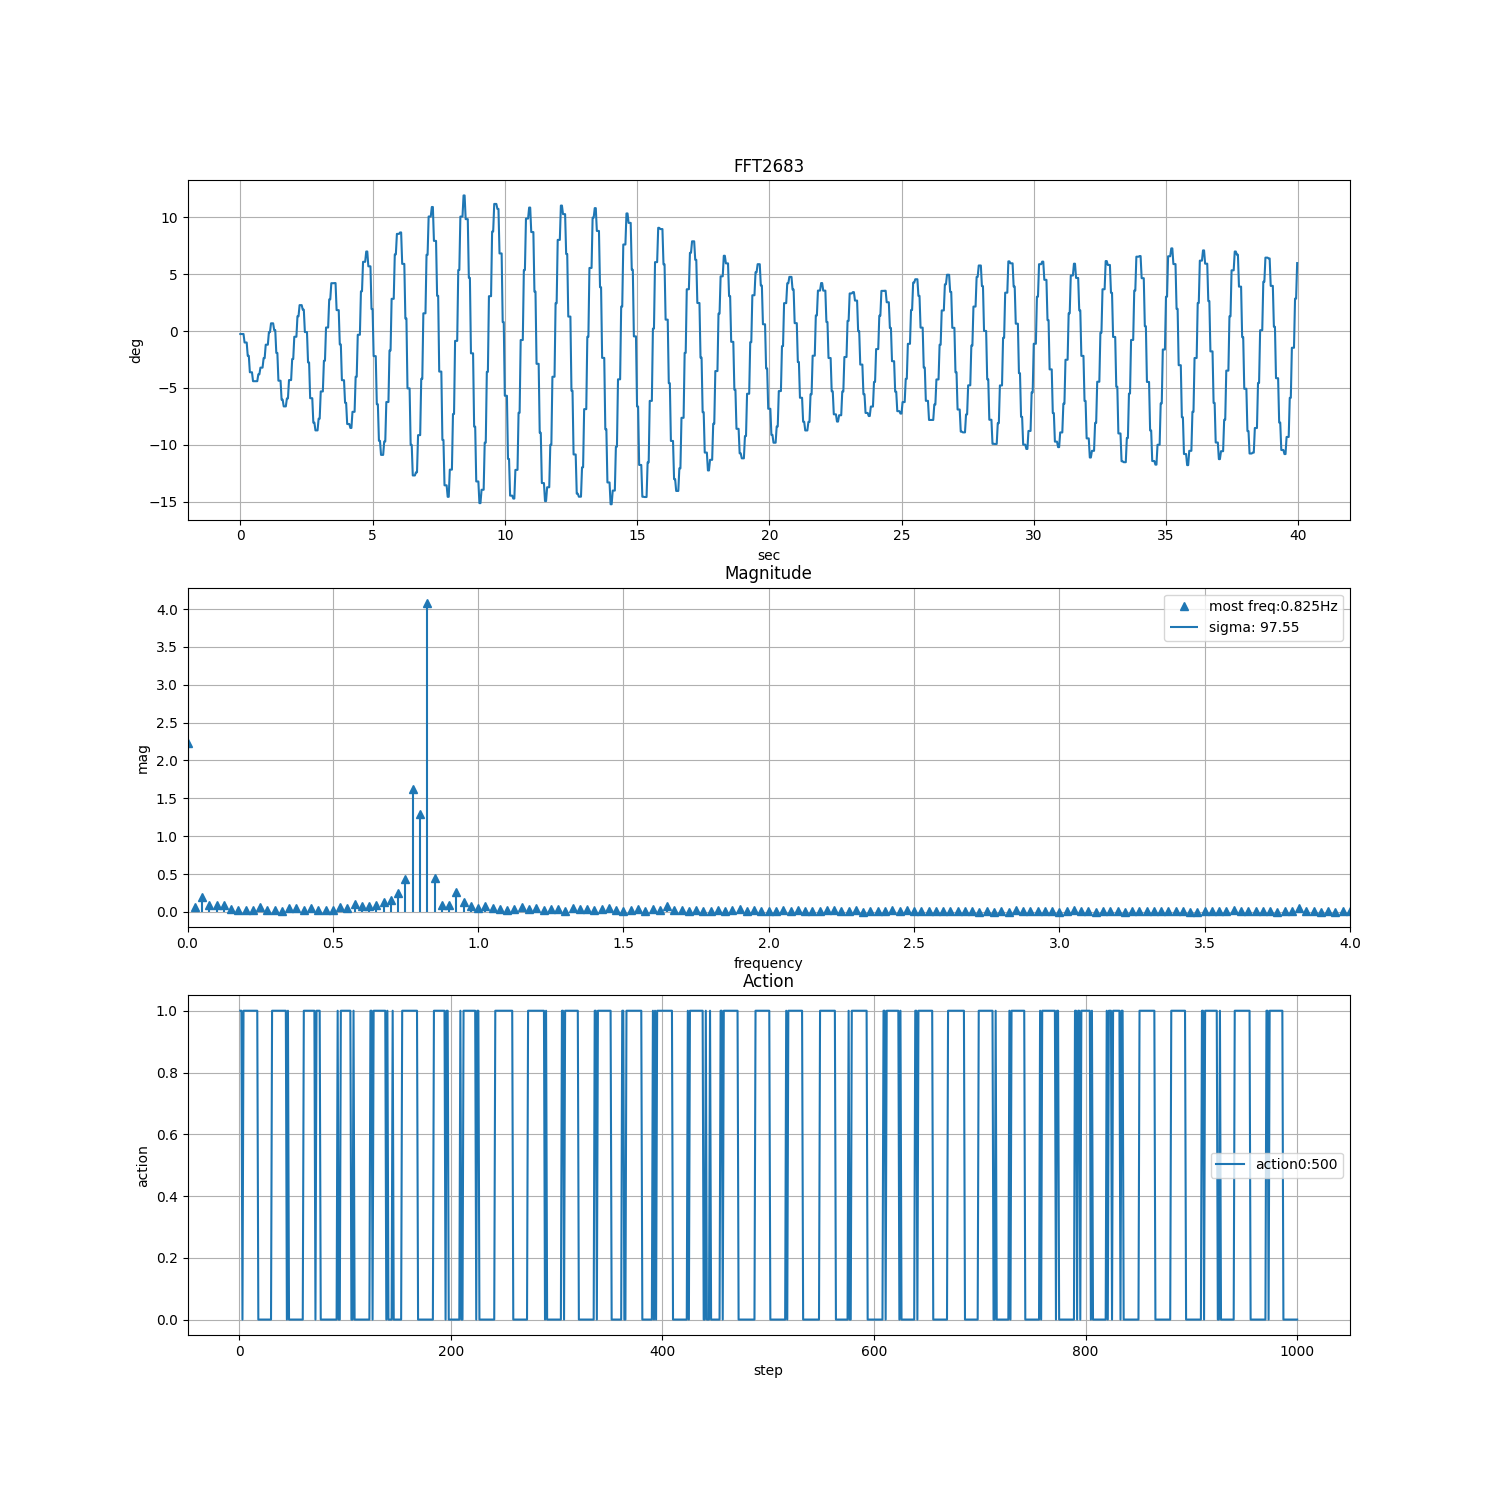 FFT2683
10
5
0
−5
−10
−15
deg
0 5 10 15 20 25 30 35 40
sec
Magnitude
most freq:0.825Hz
sigma: 97.55
4.0
3.5
3.0
2.5
2.0
1.5
1.0
0.5
0.0
mag
0.0 0.5 1.0 1.5 2.0 2.5 3.0 3.5 4.0
frequency
Action
1.0
0.8
0.6
0.4
0.2
0.0
action
action0:500
0 200 400 600 800 1000
step